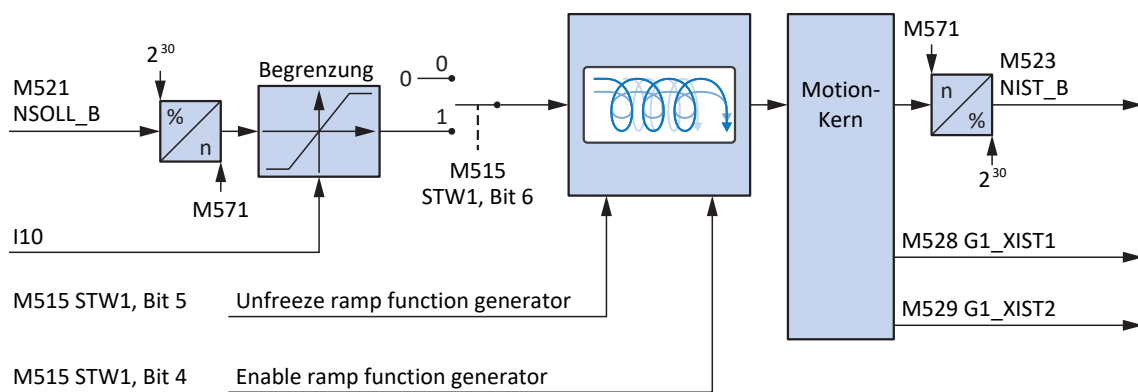 2³⁰
M521
NSOLL_B
%
n
M571
Begrenzung
0
0
1
M515
STW1, Bit 6
Motion-
Kern
M571
n
%
2³⁰
M523
NIST_B
I10
M528 G1_XIST1
M515 STW1, Bit 5
Unfreeze ramp function generator
M529 G1_XIST2
M515 STW1, Bit 4
Enable ramp function generator